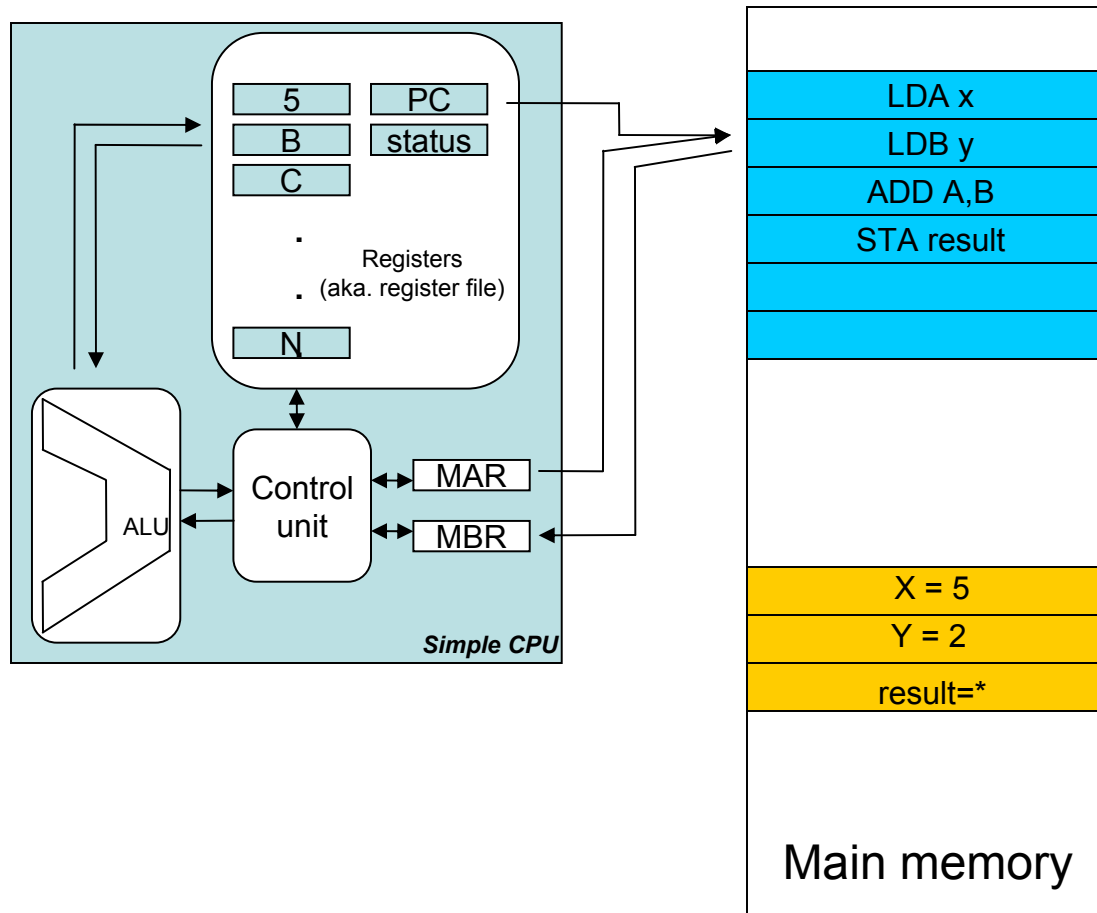 5
PC
B
status
C
.
Registers
. (aka. register file)
N.
ALU
Control
unit
MAR
MBR
Simple CPU
LDA x
LDB y
ADD A,B
STA result
X = 5
Y = 2
result=*
Main memory